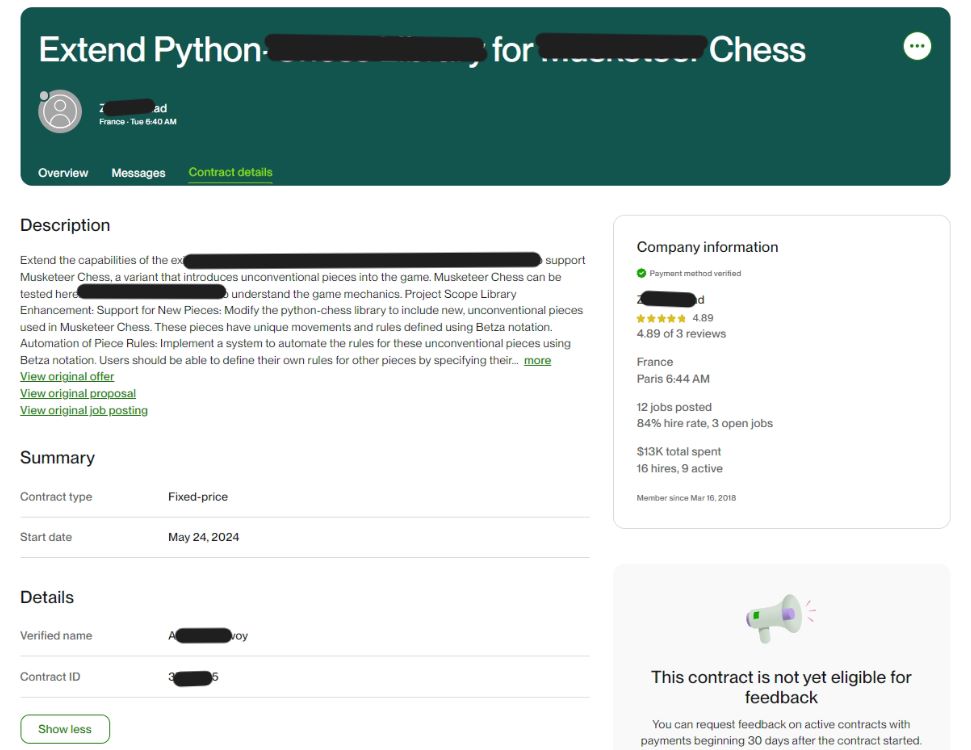 Extend Python- for Chess
Z ad
France - Tue 5:40 AM
Overview Messages Contract details
Description
Extend the capabilities of the ex support
Musketeer Chess, a variant that introduces unconventional pieces into the game. Musketeer Chess can be
tested here understand the game mechanics. Project Scope Library
Enhancement: Support for New Pieces: Modify the python-chess library to include new, unconventional pieces
used in Musketeer Chess. These pieces have unique movements and rules defined using Betza notation.
Automation of Piece Rules: Implement a system to automate the rules for these unconventional pieces using
Betza notation. Users should be able to define their own rules for other pieces by specifying their... more
View original offer
View original proposal
View original job posting
Summary
Contract type Fixed-price
Start date May 24, 2024
Details
Verified name A voy
Contract ID 3 5
Show less
Company information
Payment method verified
Z d
4.89
4.89 of 3 reviews
France
Paris 6:44 AM
12 jobs posted
84% hire rate, 3 open jobs
$13K total spent
16 hires, 9 active
Member since Mar 16, 2018
This contract is not yet eligible for
feedback
You can request feedback on active contracts with
payments beginning 30 days after the contract started.